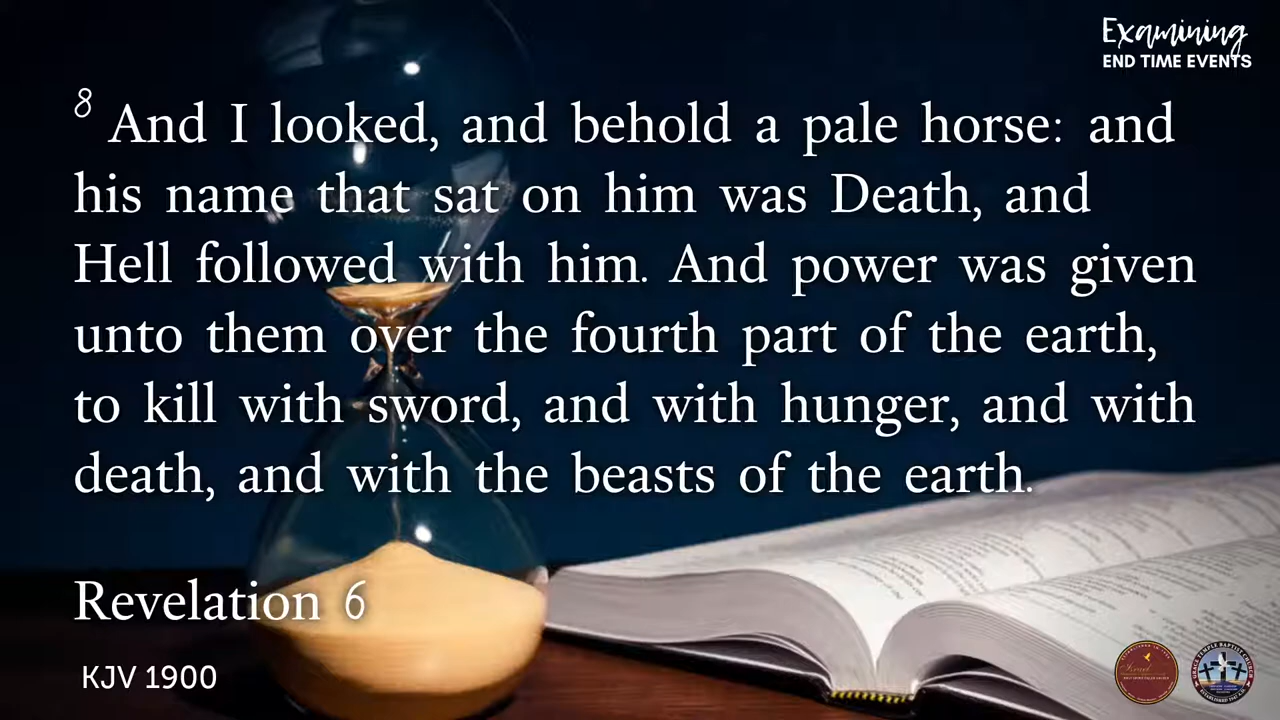 Examining
END TIME EVENTS
8 And I looked, and behold a pale horse: and
his name that sat on him was Death, and
Hell followed with him. And power was given
unto them over the fourth part of the earth,
to kill with sword, and with hunger, and with
death, and with the beasts of the earth.
Revelation 6
KJV 1900